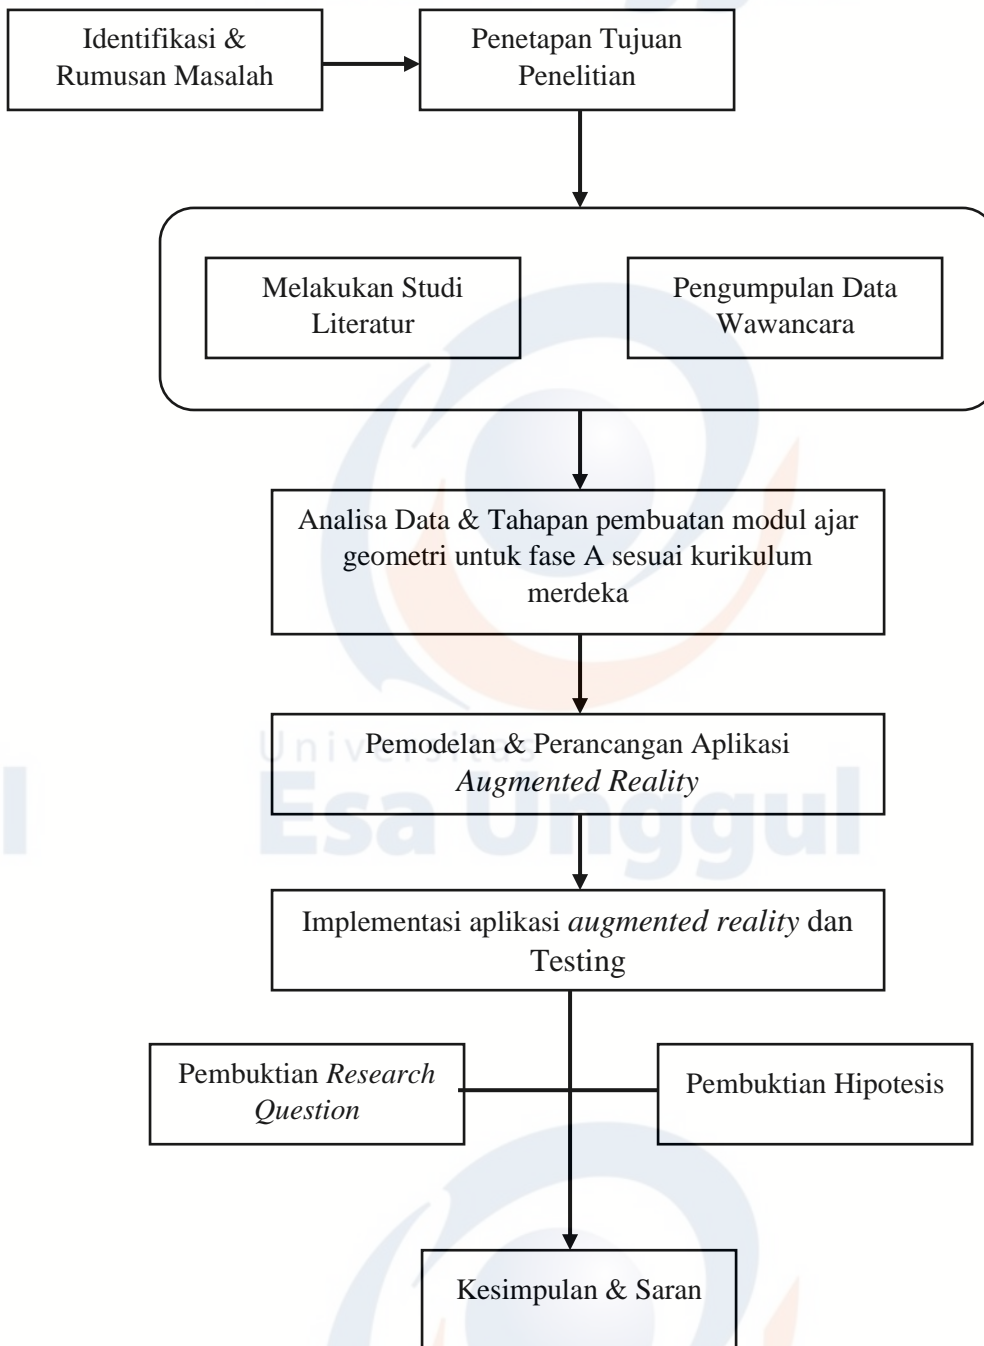 Identifikasi &
Rumusan Masalah
Penetapan Tujuan
Penelitian
Melakukan Studi
Literatur
Pengumpulan Data
Wawancara
Analisa Data & Tahapan pembuatan modul ajar
geometri untuk fase A sesuai kurikulum
merdeka
Pemodelan & Perancangan Aplikasi
Augmented Reality
Universitas
Esa Unggul
l
Implementasi aplikasi augmented reality dan
Testing
Pembuktian Research
Question
Pembuktian Hipotesis
Kesimpulan & Saran